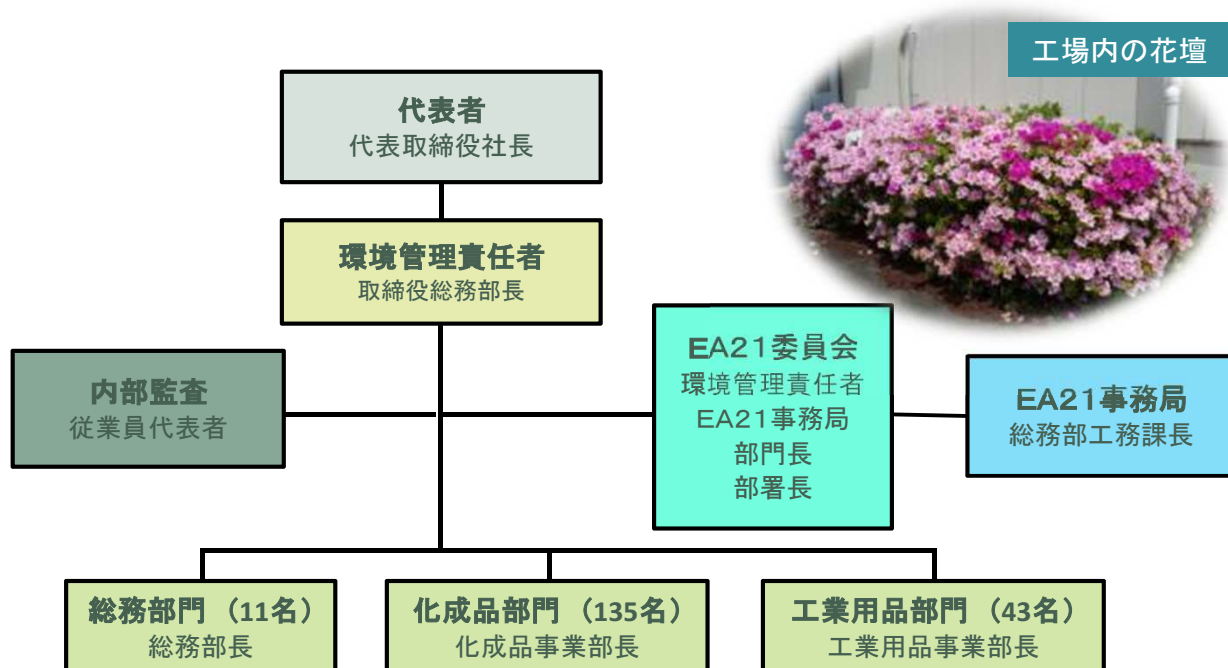 工場内の花壇
代表者
代表取締役社長
環境管理責任者
取締役総務部長
内部監査
従業員代表者
EA21委員会
環境管理責任者
EA21事務局
部門長
部署長
EA21事務局
総務部工務課長
総務部門 (11名)
総務部長
化成品部門 (135名)
化成品事業部長
工業用品部門 (43名)
工業用品事業部長